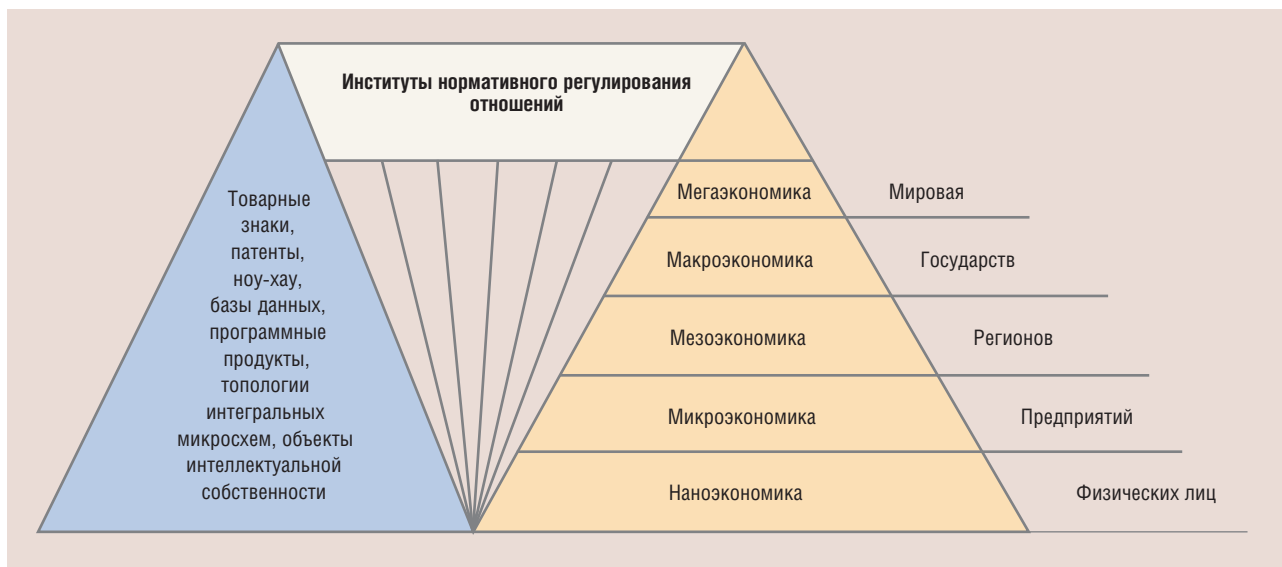 Институты нормативного регулирования
отношений
Товарные
знаки,
патенты,
ноу-хау,
базы данных,
программные
продукты,
топологии
интегральных
микросхем, объекты
интеллектуальной
собственности
Мегаэкономика
Мировая
Макроэкономика
Государств
Мезоэкономика
Регионов
Микроэкономика
Предприятий
Наноэкономика
Физических лиц